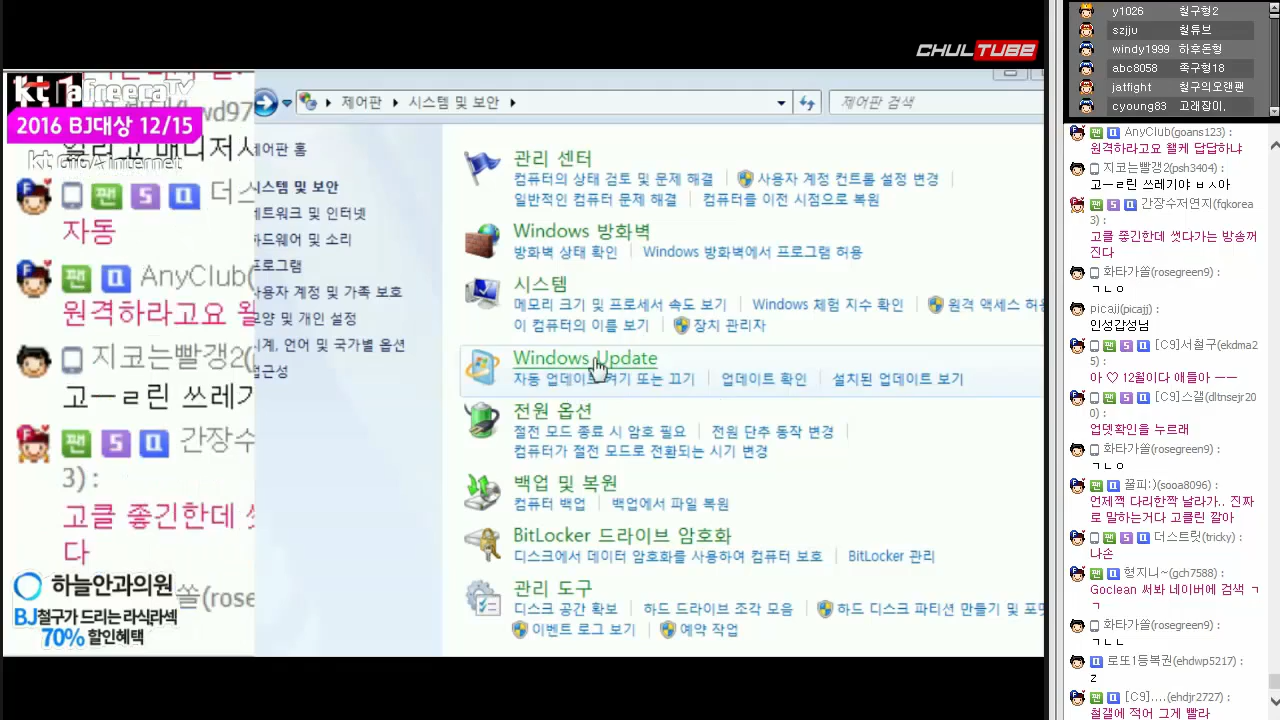 CHULTUBE
kt afreecaTV
2016 BJ대상 12/15
kt GiGA internet
더스
자동
AnyClub(
원격하라고요 월
지코는빨갱2(
고ㅡㄹ린 쓰레기
간장수
3) :
고클 좋긴한데 셋
다
하늘안과의원
BJ철구가 드리는 라식라섹
70% 할인혜택
제어판 ▶ 시스템 및 보안 ▶
제어판 검색
제어판 홈
시스템 및 보안
네트워크 및 인터넷
하드웨어 및 소리
프로그램
사용자 계정 및 가족 보호
모양 및 개인 설정
시계, 언어 및 국가별 옵션
접근성
관리 센터
컴퓨터의 상태 검토 및 문제 해결 | 사용자 계정 컨트롤 설정 변경 |
일반적인 컴퓨터 문제 해결 | 컴퓨터를 이전 시점으로 복원
Windows 방화벽
방화벽 상태 확인 | Windows 방화벽에서 프로그램 허용
시스템
메모리 크기 및 프로세서 속도 보기 | Windows 체험 지수 확인 | 원격 액세스 허용
이 컴퓨터의 이름 보기 | 장치 관리자
Windows Update
자동 업데이트 켜기 또는 끄기 | 업데이트 확인 | 설치된 업데이트 보기
전원 옵션
절전 모드 종료 시 암호 필요 | 전원 단추 동작 변경 |
컴퓨터가 절전 모드로 전환되는 시기 변경
백업 및 복원
컴퓨터 백업 | 백업에서 파일 복원
BitLocker 드라이브 암호화
디스크에서 데이터 암호화를 사용하여 컴퓨터 보호 | BitLocker 관리
관리 도구
디스크 공간 확보 | 하드 드라이브 조각 모음 | 하드 디스크 파티션 만들기 및 포맷
이벤트 로그 보기 | 예약 작업
y1026 철구형2
szjju 철튜브
windy1999 하후돈형
abc8058 족구형18
jatflght 철구의오앤팬
cyoung35 고래잡이,
AnyClub(goans123) :
원격하라고요 왤케 답답하냐
지코는빨갱2(psh3404) :
고ㅡㄹ린 쓰레기야 ㅂㅅ아
간장수저연지(fqkorea
3) :
고클 좋긴한데 셧다가는 방송꺼
진다
화타가쓸(rosegreen9) :
ㄱㄴㅇ
picajj(picajj) :
인성갑성님
[C9]서철구(ekdma2
5) :
아 ♡ 12월이다 얘들아 ㅡㅡ
[C9]스갤(dltnsejr20
0) :
업뎃확인을 누르래
화타가쓸(rosegreen9) :
ㄱㄴㅇ
꿀피:)(sooa8096) :
언젠잭 다리한짝 날라가.. 진짜
로 말하는거다 고클린 깔아
더스트릿(tricky) :
나손
형지니~(gch7588) :
Goclean 써봐 네이버에 검색 ㄱ
ㄱ
화타가쓸(rosegreen9) :
ㄱㄴㄴ
로또1등복권(ehdwp5217) :
z
[C9]....(ehdjr2727) :
철갤에 적어 그게 빨라